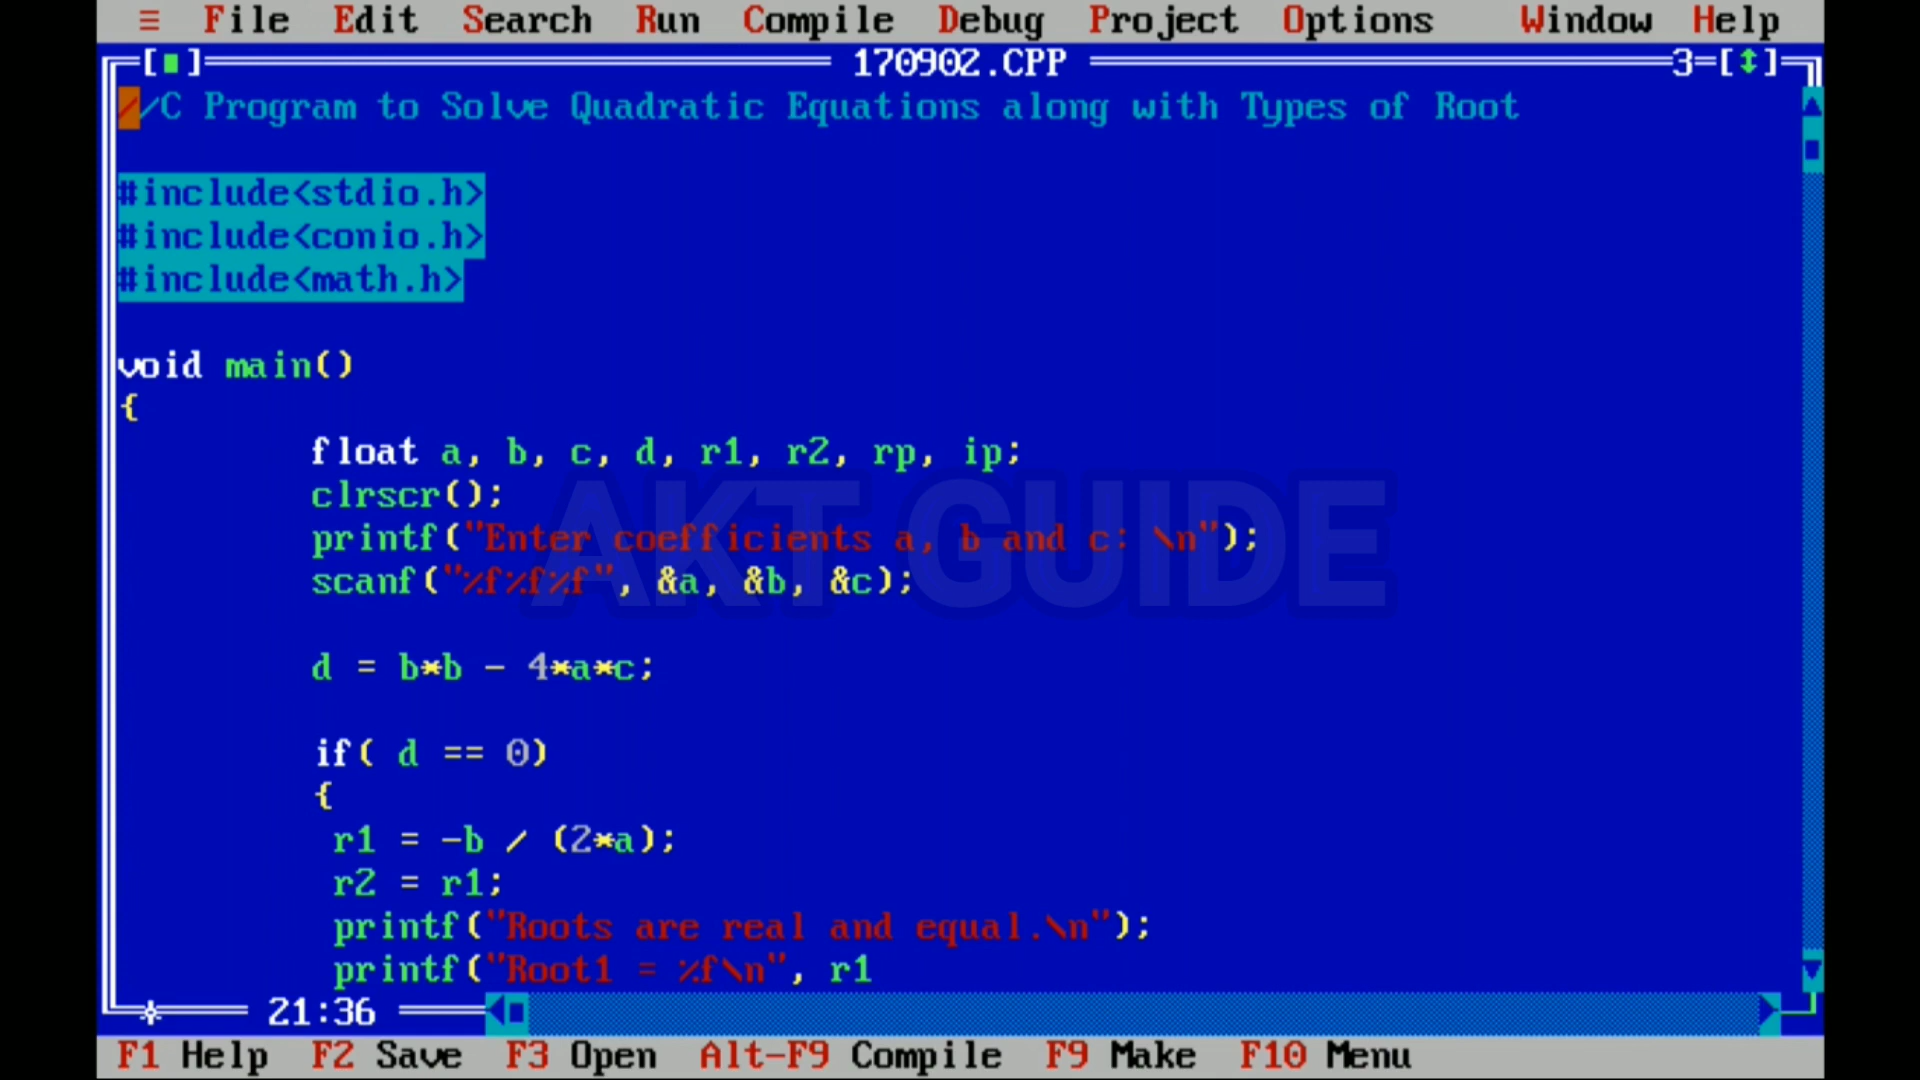 ≡ File Edit Search Run Compile Debug Project Options Window Help
[■] 170902.CPP 3=[↕]
//C Program to Solve Quadratic Equations along with Types of Root
#include<stdio.h>
#include<conio.h>
#include<math.h>
void main()
{
float a, b, c, d, r1, r2, rp, ip;
clrscr();
printf("Enter coefficients a, b and c: \n");
scanf("%f%f%f", &a, &b, &c);
AKT GUIDE
d = b*b - 4*a*c;
if( d == 0)
{
r1 = -b / (2*a);
r2 = r1;
printf("Roots are real and equal.\n");
printf("Root1 = %f\n", r1
21:36
F1 Help F2 Save F3 Open Alt-F9 Compile F9 Make F10 Menu